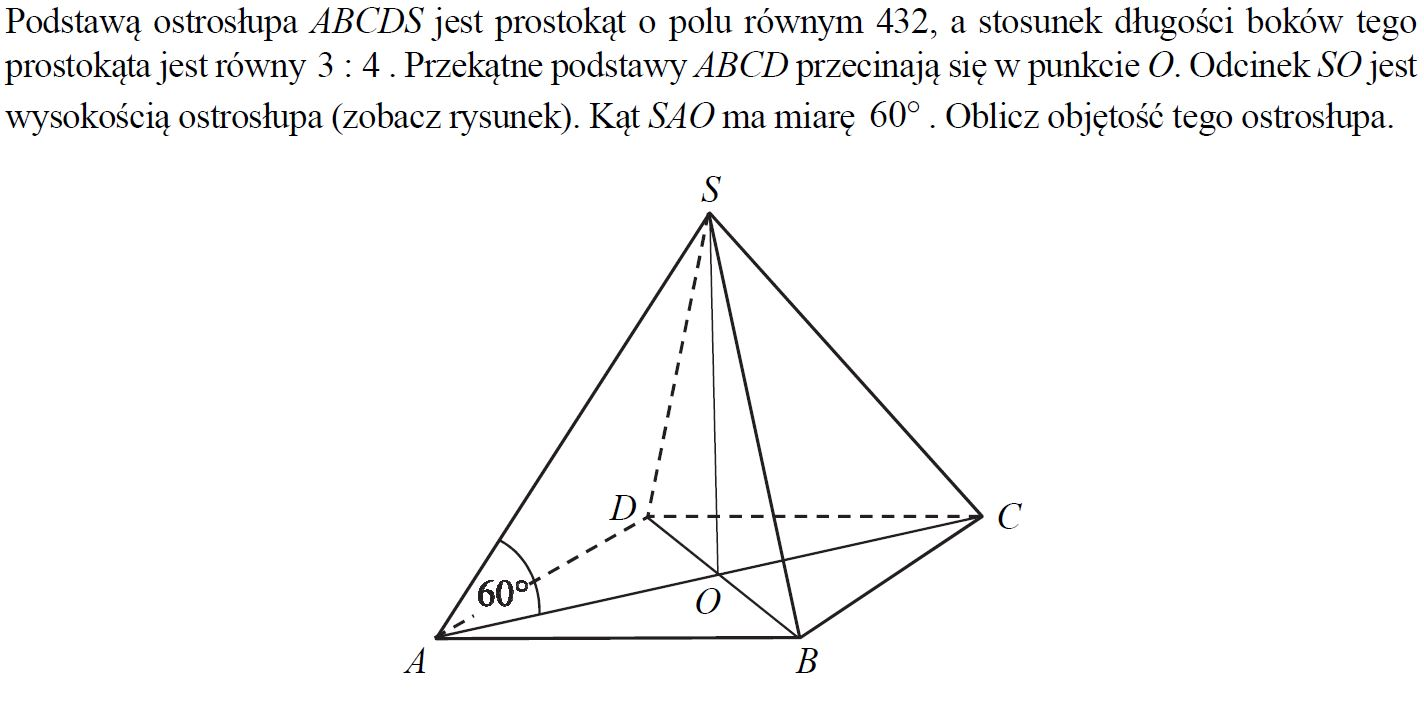 Podstawą ostrosłupa ABCDS jest prostokąt o polu równym 432, a stosunek długości boków tego
prostokąta jest równy 3 : 4 . Przekątne podstawy ABCD przecinają się w punkcie O. Odcinek SO jest
wysokością ostrosłupa (zobacz rysunek). Kąt SAO ma miarę 60° . Oblicz objętość tego ostrosłupa.
S
D
C
60°
O
A
B